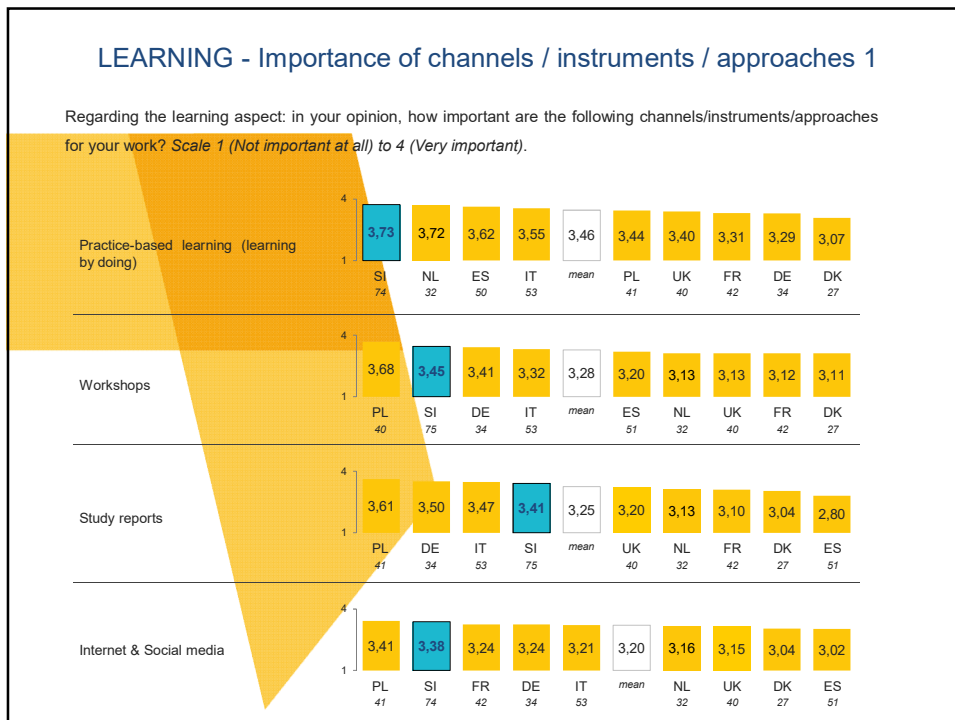 LEARNING - Importance of channels / instruments / approaches 1
Regarding the learning aspect: in your opinion, how important are the following channels/instruments/approaches
for your work? Scale 1 (Not important at all) to 4 (Very important).
Practice-based learning (learning
by doing)
4
1
3,73 3,72 3,62 3,55 3,46 3,44 3,40 3,31 3,29 3,07
SI NL ES IT mean PL UK FR DE DK
74 32 50 53 41 40 42 34 27
Workshops
4
1
3,68 3,45 3,41 3,32 3,28 3,20 3,13 3,13 3,12 3,11
PL SI DE IT mean ES NL UK FR DK
40 75 34 53 51 32 40 42 27
Study reports
4
1
3,61 3,50 3,47 3,41 3,25 3,20 3,13 3,10 3,04 2,80
PL DE IT SI mean UK NL FR DK ES
41 34 53 75 40 32 42 27 51
Internet & Social media
4
1
3,41 3,38 3,24 3,24 3,21 3,20 3,16 3,15 3,04 3,02
PL SI FR DE IT mean NL UK DK ES
41 74 42 34 53 32 40 27 51